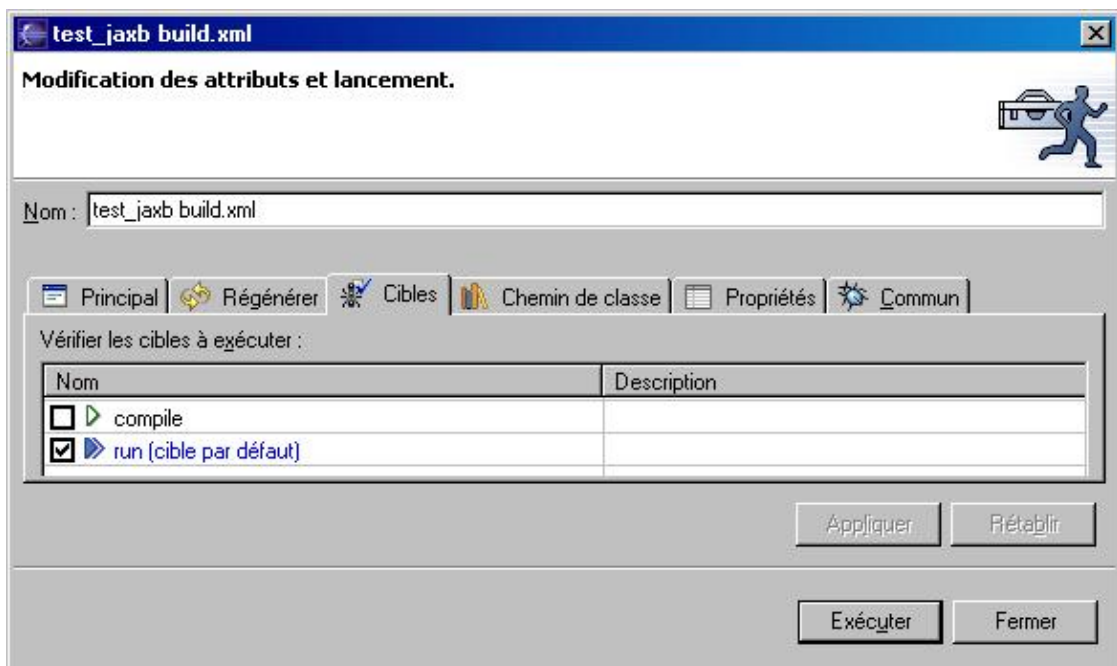 test_jaxb build.xml
Modification des attributs et lancement.
Nom : test_jaxb build.xml
Principal Régénérer Cibles Chemin de classe Propriétés Commun
Vérifier les cibles à exécuter :
Nom Description
compile
run (cible par défaut)
Appliquer Rétablir
Exécuter Fermer